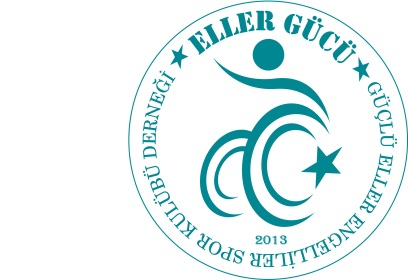 ELLER GÜCÜ
GÜÇLÜ ELLER ENGELLİLER SPOR KULÜBÜ DERNEĞİ
2013